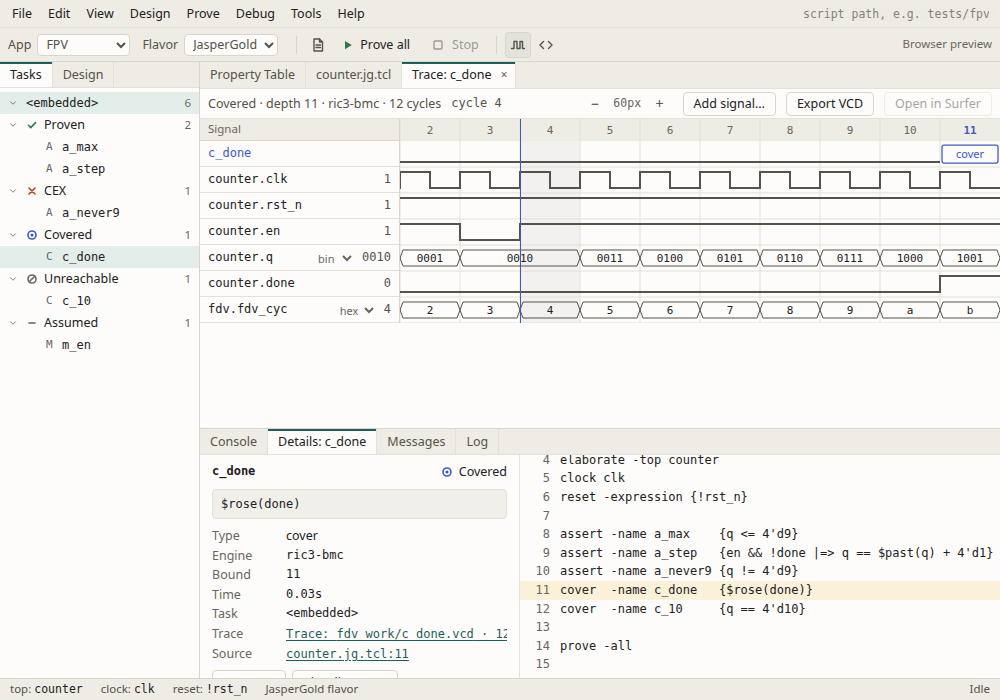 File Edit View Design Prove Debug Tools Help script path, e.g. tests/fpv
App FPV Flavor JasperGold Prove all Stop Browser preview
Tasks Design
Property Table counter.jg.tcl Trace: c_done ×
<embedded> 6
Proven 2
A a_max
A a_step
CEX 1
A a_never9
Covered 1
C c_done
Unreachable 1
C c_10
Assumed 1
M m_en
Covered · depth 11 · ric3-bmc · 12 cycles cycle 4 − 60px + Add signal... Export VCD Open in Surfer
Signal 2 3 4 5 6 7 8 9 10 11
c_done cover
counter.clk 1
counter.rst_n 1
counter.en 1
counter.q bin 0010 0001 0010 0011 0100 0101 0110 0111 1000 1001
counter.done 0
fdv.fdv_cyc hex 4 2 3 4 5 6 7 8 9 a b
Console Details: c_done Messages Log
c_done Covered
$rose(done)
Type cover
Engine ric3-bmc
Bound 11
Time 0.03s
Task <embedded>
Trace Trace: fdv_work/c_done.vcd · 12
Source counter.jg.tcl:11
4 elaborate -top counter
5 clock clk
6 reset -expression {!rst_n}
7
8 assert -name a_max {q <= 4'd9}
9 assert -name a_step {en && !done |=> q == $past(q) + 4'd1}
10 assert -name a_never9 {q != 4'd9}
11 cover -name c_done {$rose(done)}
12 cover -name c_10 {q == 4'd10}
13
14 prove -all
15
top: counter clock: clk reset: !rst_n JasperGold flavor Idle